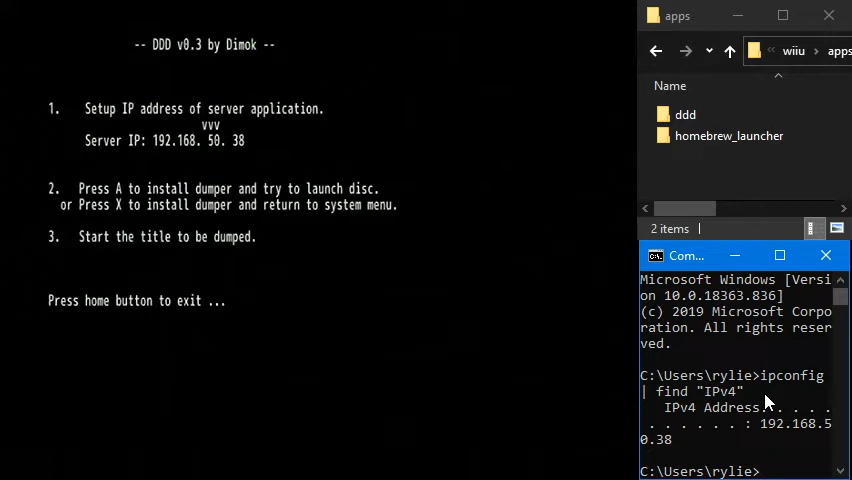 -- DDD v0.3 by Dimok --
1. Setup IP address of server application.
vvv
Server IP: 192.168. 50. 38
2. Press A to install dumper and try to launch disc.
or Press X to install dumper and return to system menu.
3. Start the title to be dumped.
Press home button to exit ...
apps
wiiu > apps
Name
ddd
homebrew_launcher
2 items
C:\.
Com...
Microsoft Windows [Versi
on 10.0.18363.836]
(c) 2019 Microsoft Corpo
ration. All rights reser
ved.
C:\Users\rylie>ipconfig
| find "IPv4"
IPv4 Address. . . . .
. . . . . . : 192.168.5
0.38
C:\Users\rylie>